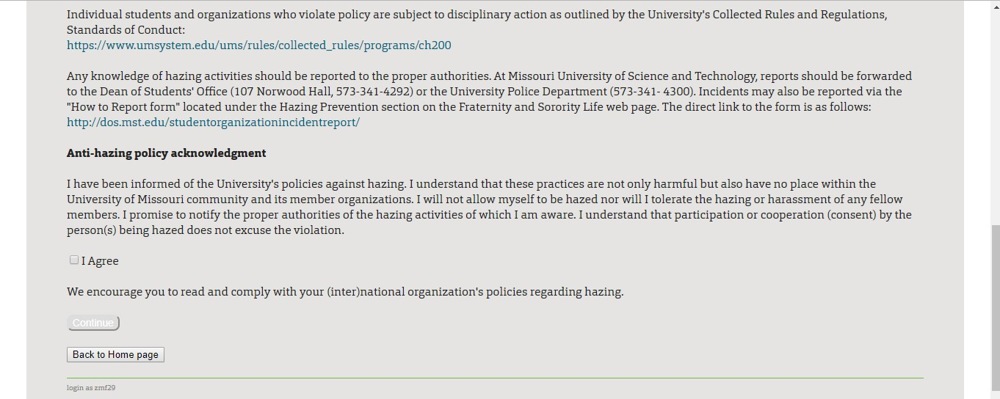 Individual students and organizations who violate policy are subject to disciplinary action as outlined by the University's Collected Rules and Regulations,
Standards of Conduct:
https://www.umsystem.edu/ums/rules/collected_rules/programs/ch200
Any knowledge of hazing activities should be reported to the proper authorities. At Missouri University of Science and Technology, reports should be forwarded
to the Dean of Students' Office (107 Norwood Hall, 573-341-4292) or the University Police Department (573-341- 4300). Incidents may also be reported via the
"How to Report form" located under the Hazing Prevention section on the Fraternity and Sorority Life web page. The direct link to the form is as follows:
http://dos.mst.edu/studentorganizationincidentreport/
Anti-hazing policy acknowledgment
I have been informed of the University's policies against hazing. I understand that these practices are not only harmful but also have no place within the
University of Missouri community and its member organizations. I will not allow myself to be hazed nor will I tolerate the hazing or harassment of any fellow
members. I promise to notify the proper authorities of the hazing activities of which I am aware. I understand that participation or cooperation (consent) by the
person(s) being hazed does not excuse the violation.
I Agree
We encourage you to read and comply with your (inter)national organization's policies regarding hazing.
Continue
Back to Home page
login as zmf29